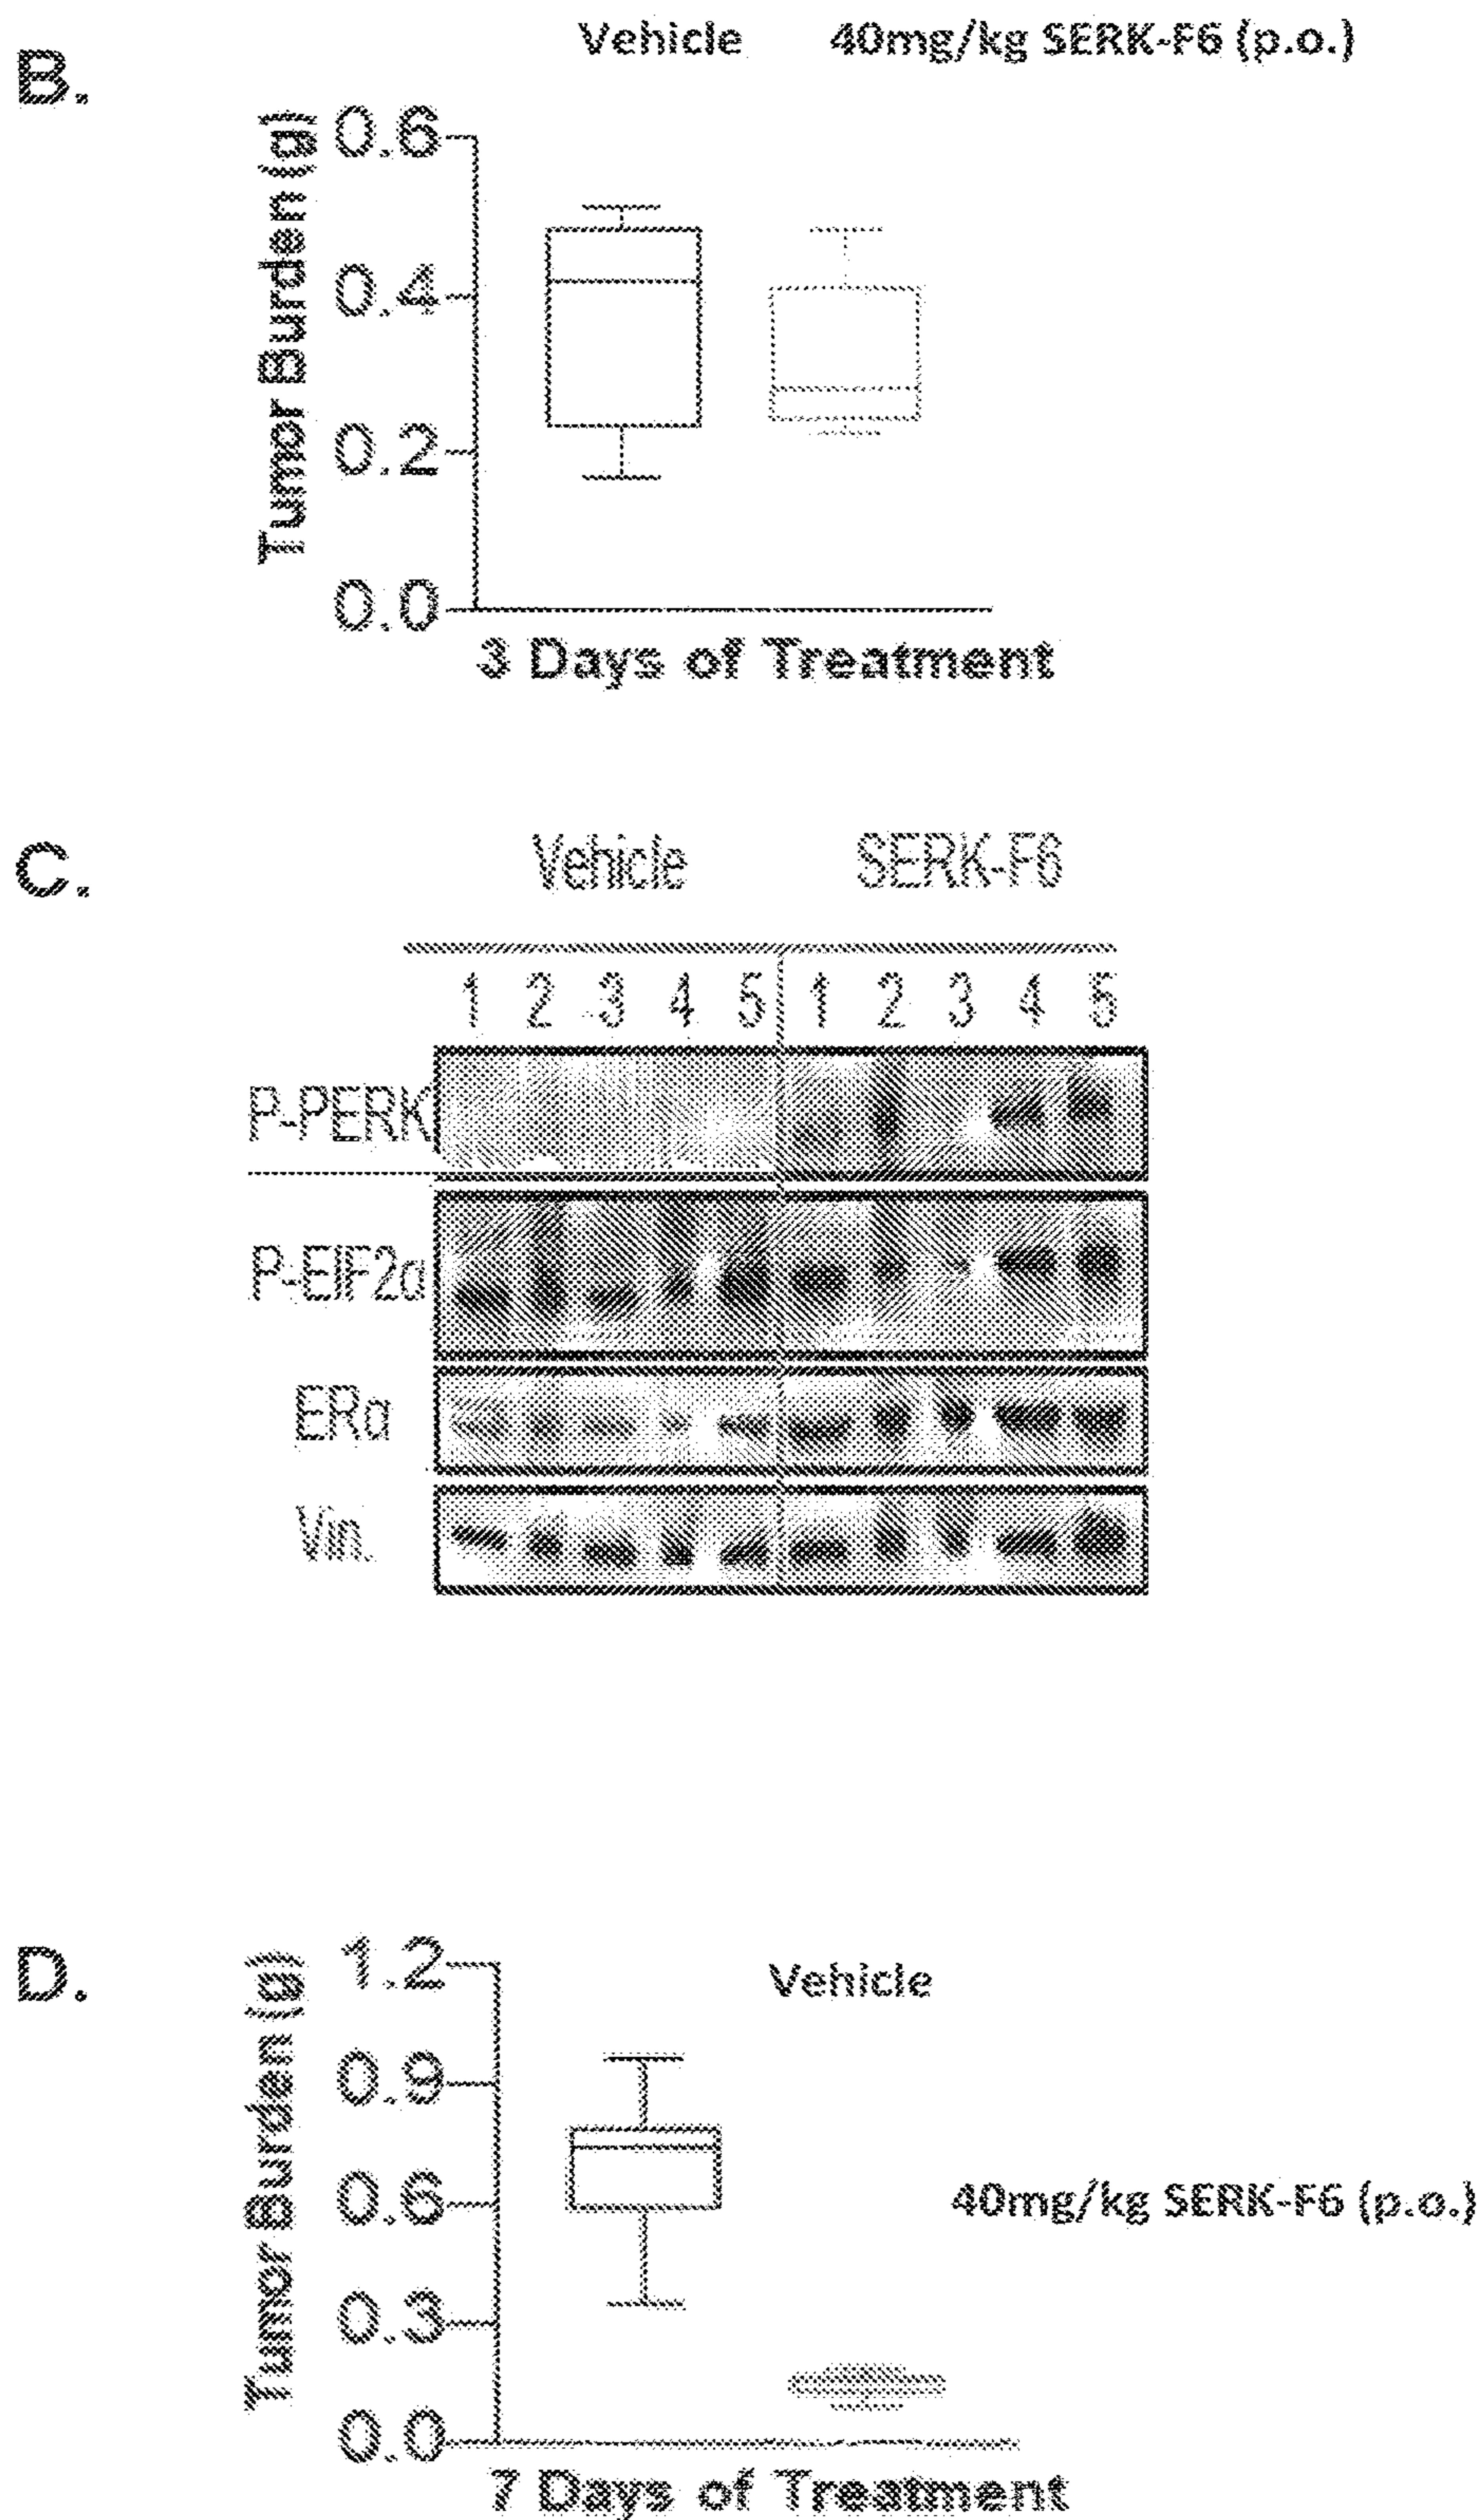 B.
Vehicle 40mg/kg SERK-F6 (p.o.)
Tumor Burden (g)
0.6
0.4
0.2
0.0
3 Days of Treatment
C.
Vehicle SERK-F6
1 2 3 4 5 1 2 3 4 5
P-PERK
P-EIF2α
ERα
Vin.
D.
Tumor Burden (g)
1.2
0.9
0.6
0.3
0.0
Vehicle
40mg/kg SERK-F6 (p.o.)
7 Days of Treatment